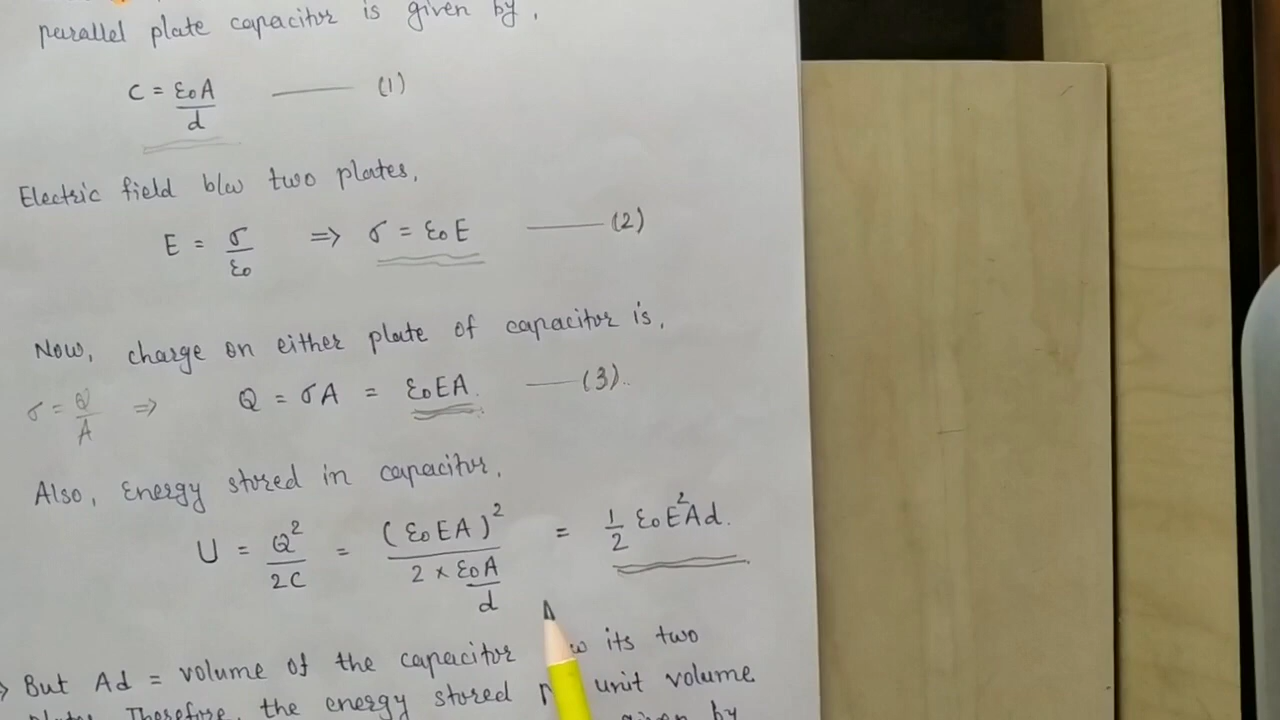 parallel plate capacitor is given by,
C = ε₀A/d ——— (1)
Electric field b/w two plates,
E = σ/ε₀ => σ = ε₀E ——— (2)
Now, charge on either plate of capacitor is,
σ = Q/A => Q = σA = ε₀EA. ——— (3)..
Also, Energy stored in capacitor,
U = Q²/2C = (ε₀EA)²/(2 × ε₀A/d) = 1/2 ε₀E²Ad.
But Ad = volume of the capacitor its two
Therefore, the energy stored unit volume
given by